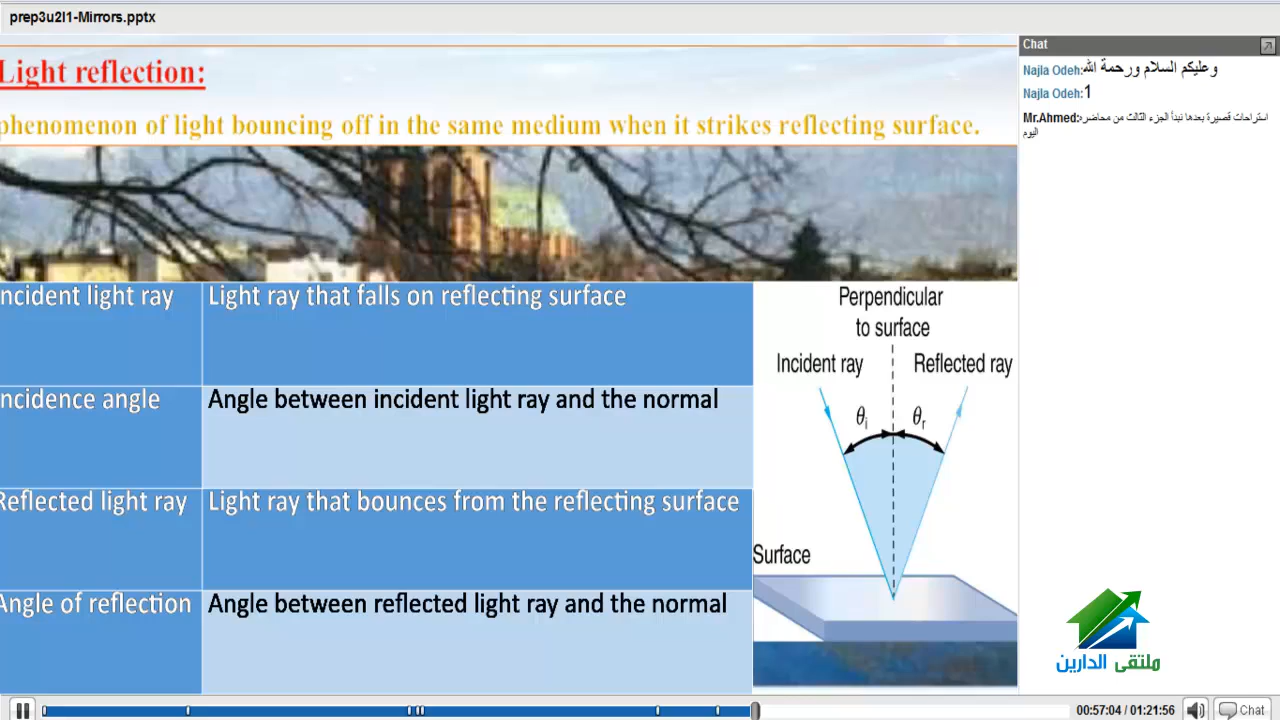 prep3u2l1-Mirrors.pptx
Light reflection:
phenomenon of light bouncing off in the same medium when it strikes reflecting surface.
ncident light ray
Light ray that falls on reflecting surface
ncidence angle
Angle between incident light ray and the normal
Reflected light ray
Light ray that bounces from the reflecting surface
Angle of reflection
Angle between reflected light ray and the normal
Perpendicular
to surface
Incident ray
Reflected ray
θi
θr
Surface
Chat
Najla Odeh: وعليكم السلام ورحمة الله
Najla Odeh: 1
Mr.Ahmed: استراحات قصيرة بعدها نبدأ الجزء الثالث من محاضره
اليوم
ملتقى الدارين
00:57:04 / 01:21:56
Chat